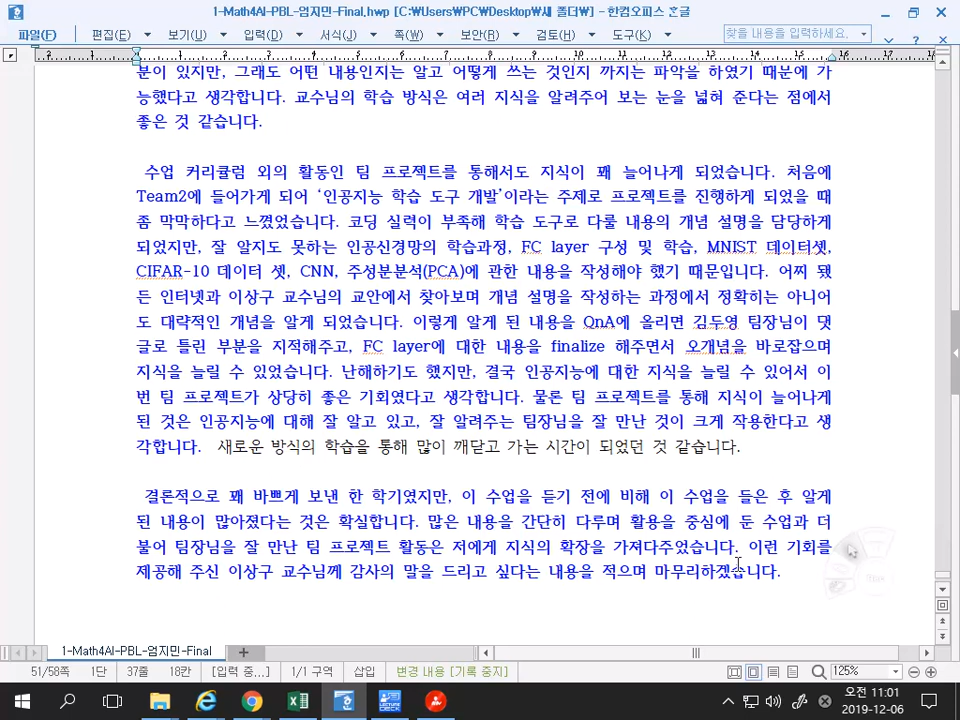 1-Math4AI-PBL-엄지민-Final.hwp [C:₩Users₩PC₩Desktop₩새 폴더₩] - 한컴오피스 한글
파일(F) 편집(E) 보기(U) 입력(D) 서식(J) 쪽(W) 보안(R) 검토(H) 도구(K) 찾을 내용을 입력하세요.
2 1 1 2 3 4 5 6 7 8 9 10 11 12 13 14 15 16 17 18
분이 있지만, 그래도 어떤 내용인지는 알고 어떻게 쓰는 것인지 까지는 파악을 하였기 때문에 가
능했다고 생각합니다. 교수님의 학습 방식은 여러 지식을 알려주어 보는 눈을 넓혀 준다는 점에서
좋은 것 같습니다.
수업 커리큘럼 외의 활동인 팀 프로젝트를 통해서도 지식이 꽤 늘어나게 되었습니다. 처음에
Team2에 들어가게 되어 ‘인공지능 학습 도구 개발’이라는 주제로 프로젝트를 진행하게 되었을 때
좀 막막하다고 느꼈었습니다. 코딩 실력이 부족해 학습 도구로 다룰 내용의 개념 설명을 담당하게
되었지만, 잘 알지도 못하는 인공신경망의 학습과정, FC layer 구성 및 학습, MNIST 데이터셋,
CIFAR-10 데이터 셋, CNN, 주성분분석(PCA)에 관한 내용을 작성해야 했기 때문입니다. 어찌 됐
든 인터넷과 이상구 교수님의 교안에서 찾아보며 개념 설명을 작성하는 과정에서 정확히는 아니어
도 대략적인 개념을 알게 되었습니다. 이렇게 알게 된 내용을 QnA에 올리면 김두영 팀장님이 댓
글로 틀린 부분을 지적해주고, FC layer에 대한 내용을 finalize 해주면서 오개념을 바로잡으며
지식을 늘릴 수 있었습니다. 난해하기도 했지만, 결국 인공지능에 대한 지식을 늘릴 수 있어서 이
번 팀 프로젝트가 상당히 좋은 기회였다고 생각합니다. 물론 팀 프로젝트를 통해 지식이 늘어나게
된 것은 인공지능에 대해 잘 알고 있고, 잘 알려주는 팀장님을 잘 만난 것이 크게 작용한다고 생
각합니다. 새로운 방식의 학습을 통해 많이 깨닫고 가는 시간이 되었던 것 같습니다.
결론적으로 꽤 바쁘게 보낸 한 학기였지만, 이 수업을 듣기 전에 비해 이 수업을 들은 후 알게
된 내용이 많아졌다는 것은 확실합니다. 많은 내용을 간단히 다루며 활용을 중심에 둔 수업과 더
불어 팀장님을 잘 만난 팀 프로젝트 활동은 저에게 지식의 확장을 가져다주었습니다. 이런 기회를
제공해 주신 이상구 교수님께 감사의 말을 드리고 싶다는 내용을 적으며 마무리하겠습니다.
1-Math4AI-PBL-엄지민-Final
51/58쪽 1단 37줄 18칸 [입력 중...] 1/1 구역 삽입 변경 내용 [기록 중지] 125%
LECTURE DECK
오전 11:01
2019-12-06